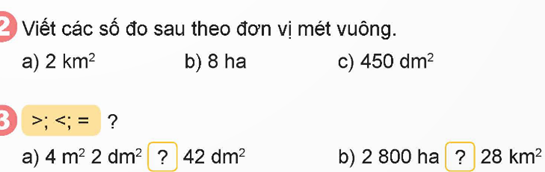 2 Viết các số đo sau theo đơn vị mét vuông.
a) 2 km² b) 8 ha c) 450 dm²
3 >; <; = ?
a) 4 m² 2 dm² ? 42 dm² b) 2 800 ha ? 28 km²